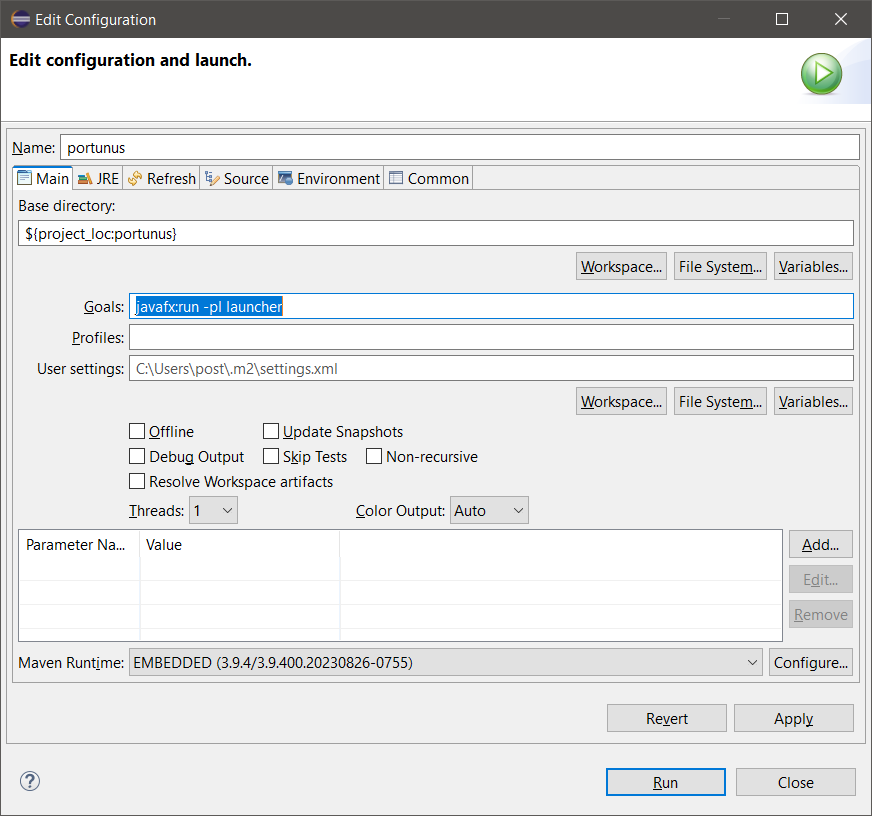 Edit Configuration
Edit configuration and launch.
Name: portunus
Main JRE Refresh Source Environment Common
Base directory:
${project_loc:portunus}
Workspace... File System... Variables...
Goals: javafx:run -pl launcher
Profiles:
User settings: C:\Users\post\.m2\settings.xml
Workspace... File System... Variables...
Offline Update Snapshots
Debug Output Skip Tests Non-recursive
Resolve Workspace artifacts
Threads: 1 Color Output: Auto
Parameter Na... Value Add...
Edit...
Remove
Maven Runtime: EMBEDDED (3.9.4/3.9.400.20230826-0755) Configure...
Revert Apply
? Run Close